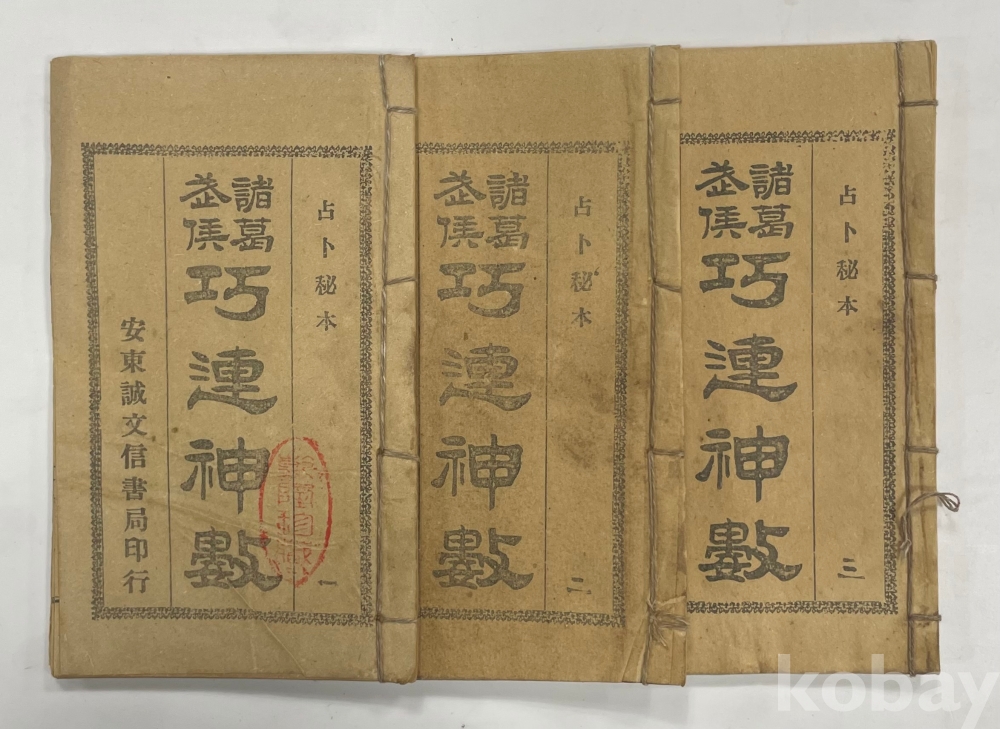 占卜秘本 一
諸葛
武侯
巧連神數
安東誠文信書局印行
占卜秘本 二
諸葛
武侯
巧連神數
占卜秘本 三
諸葛
武侯
巧連神數
kobay